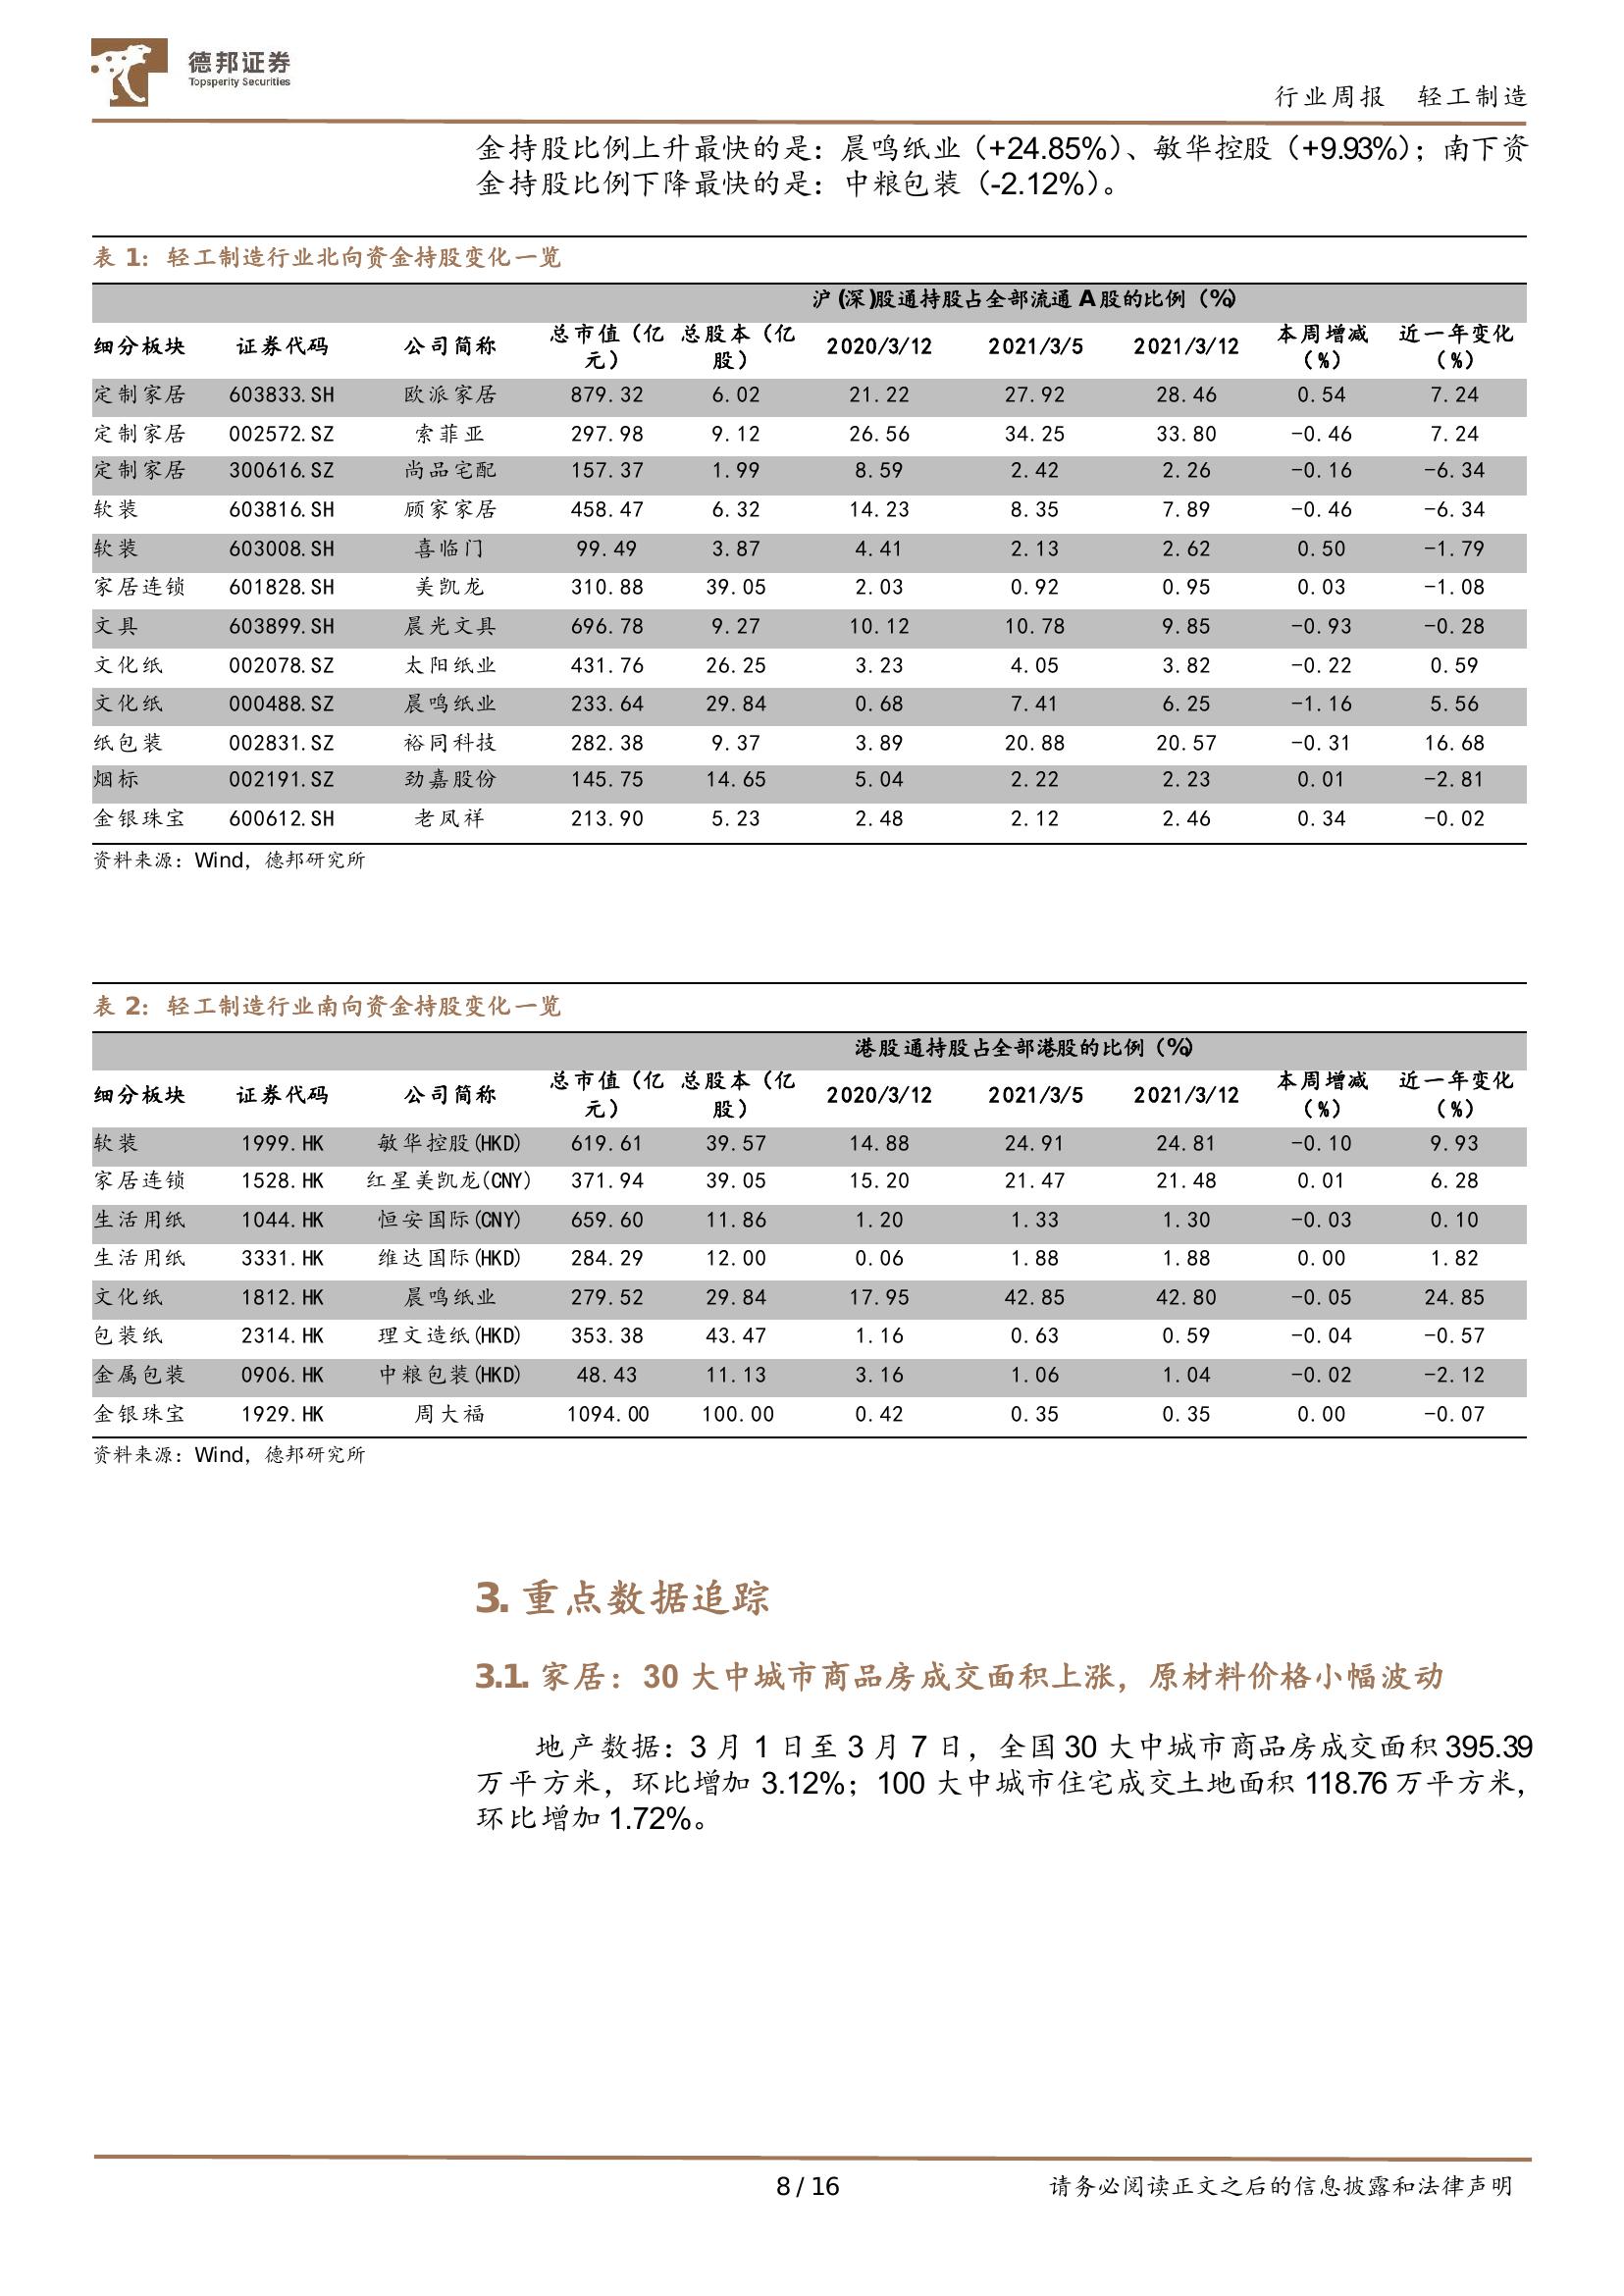 德邦证券
Topsperity Securities
行业周报 轻工制造
金持股比例上升最快的是：晨鸣纸业（+24.85%）、敏华控股（+9.93%）；南下资
金持股比例下降最快的是：中粮包装（-2.12%）。
表 1：轻工制造行业北向资金持股变化一览
沪(深)股通持股占全部流通 A 股的比例（%）
细分板块 证券代码 公司简称 总市值（亿元） 总股本（亿股） 2020/3/12 2021/3/5 2021/3/12 本周增减（%） 近一年变化（%）
定制家居 603833.SH 欧派家居 879.32 6.02 21.22 27.92 28.46 0.54 7.24
定制家居 002572.SZ 索菲亚 297.98 9.12 26.56 34.25 33.80 -0.46 7.24
定制家居 300616.SZ 尚品宅配 157.37 1.99 8.59 2.42 2.26 -0.16 -6.34
软装 603816.SH 顾家家居 458.47 6.32 14.23 8.35 7.89 -0.46 -6.34
软装 603008.SH 喜临门 99.49 3.87 4.41 2.13 2.62 0.50 -1.79
家居连锁 601828.SH 美凯龙 310.88 39.05 2.03 0.92 0.95 0.03 -1.08
文具 603899.SH 晨光文具 696.78 9.27 10.12 10.78 9.85 -0.93 -0.28
文化纸 002078.SZ 太阳纸业 431.76 26.25 3.23 4.05 3.82 -0.22 0.59
文化纸 000488.SZ 晨鸣纸业 233.64 29.84 0.68 7.41 6.25 -1.16 5.56
纸包装 002831.SZ 裕同科技 282.38 9.37 3.89 20.88 20.57 -0.31 16.68
烟标 002191.SZ 劲嘉股份 145.75 14.65 5.04 2.22 2.23 0.01 -2.81
金银珠宝 600612.SH 老凤祥 213.90 5.23 2.48 2.12 2.46 0.34 -0.02
资料来源：Wind，德邦研究所
表 2：轻工制造行业南向资金持股变化一览
港股通持股占全部港股的比例（%）
细分板块 证券代码 公司简称 总市值（亿元） 总股本（亿股） 2020/3/12 2021/3/5 2021/3/12 本周增减（%） 近一年变化（%）
软装 1999.HK 敏华控股(HKD) 619.61 39.57 14.88 24.91 24.81 -0.10 9.93
家居连锁 1528.HK 红星美凯龙(CNY) 371.94 39.05 15.20 21.47 21.48 0.01 6.28
生活用纸 1044.HK 恒安国际(CNY) 659.60 11.86 1.20 1.33 1.30 -0.03 0.10
生活用纸 3331.HK 维达国际(HKD) 284.29 12.00 0.06 1.88 1.88 0.00 1.82
文化纸 1812.HK 晨鸣纸业 279.52 29.84 17.95 42.85 42.80 -0.05 24.85
包装纸 2314.HK 理文造纸(HKD) 353.38 43.47 1.16 0.63 0.59 -0.04 -0.57
金属包装 0906.HK 中粮包装(HKD) 48.43 11.13 3.16 1.06 1.04 -0.02 -2.12
金银珠宝 1929.HK 周大福 1094.00 100.00 0.42 0.35 0.35 0.00 -0.07
资料来源：Wind，德邦研究所
3. 重点数据追踪
3.1. 家居：30 大中城市商品房成交面积上涨，原材料价格小幅波动
地产数据：3 月 1 日至 3 月 7 日，全国 30 大中城市商品房成交面积 395.39
万平方米，环比增加 3.12%；100 大中城市住宅成交土地面积 118.76 万平方米，
环比增加 1.72%。
8 / 16
请务必阅读正文之后的信息披露和法律声明